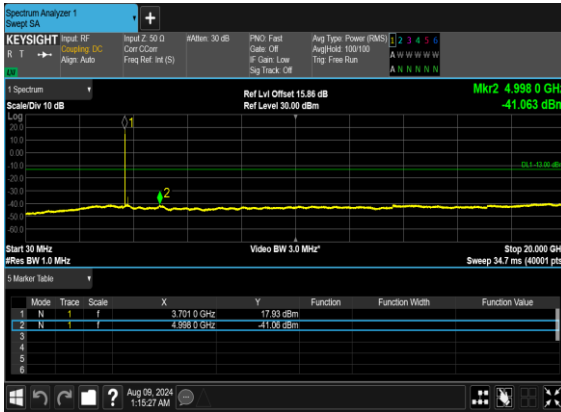 Spectrum Analyzer 1
Swept SA
+
KEYSIGHT Input: RF Input Z: 50 Ω #Atten: 30 dB PNO: Fast Avg Type: Power (RMS) 1 2 3 4 5 6
R T Coupling: DC Corr CCorr Gate: Off Avg|Hold: 100/100 A W W W W W
Align: Auto Freq Ref: Int (S) IF Gain: Low Trig: Free Run
LXI Sig Track: Off A N N N N N
1 Spectrum Ref Lvl Offset 15.86 dB Mkr2 4.998 0 GHz
Scale/Div 10 dB Ref Level 30.00 dBm -41.063 dBm
Log
20.0
10.0
0.00
-10.0
-20.0
-30.0
-40.0
-50.0
-60.0
1
DL1 -13.00 dBm
2
Start 30 MHz Video BW 3.0 MHz* Stop 20.000 GH
#Res BW 1.0 MHz Sweep 34.7 ms (40001 pts
5 Marker Table
Mode Trace Scale X Y Function Function Width Function Value
1 N 1 f 3.701 0 GHz 17.93 dBm
2 N 1 f 4.998 0 GHz -41.06 dBm
3
4
5
6
? Aug 09, 2024
1:15:27 AM